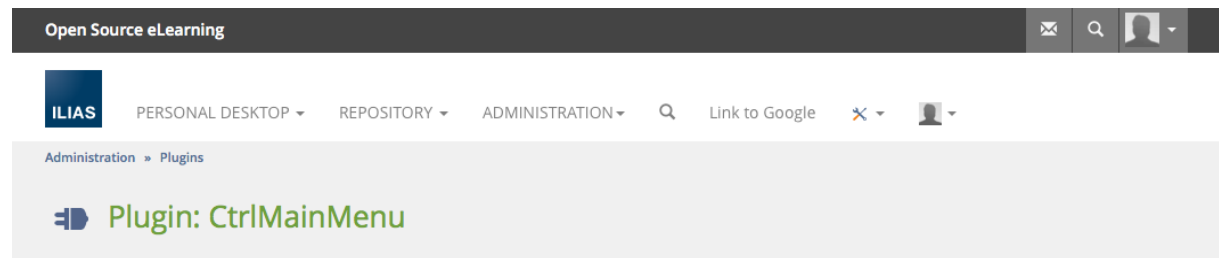 Open Source eLearning
ILIAS PERSONAL DESKTOP REPOSITORY ADMINISTRATION Link to Google
Administration » Plugins
Plugin: CtrlMainMenu